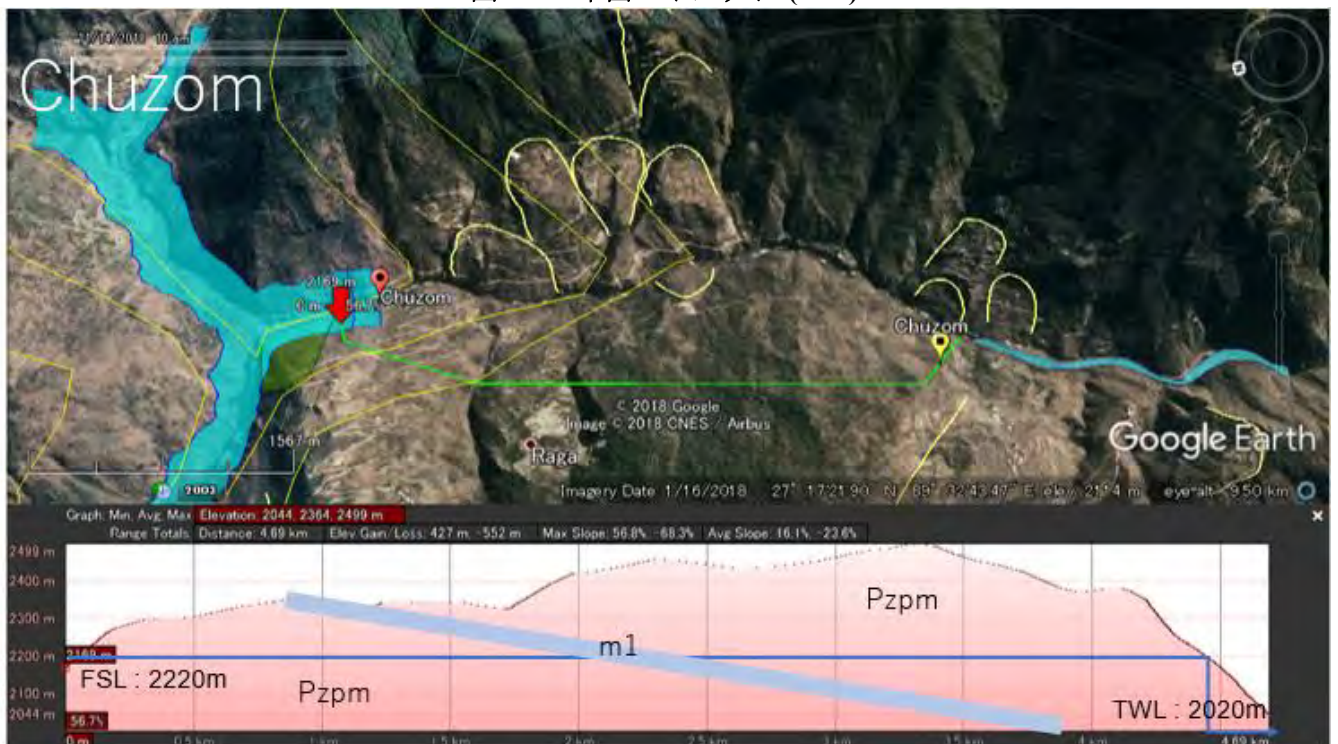 Chuzom
2169 m
Chuzom
Chuzom
© 2018 Google
Image © 2018 CNES / Airbus
Raga
1567 m
2003
Google Earth
Imagery Date 1/16/2018
eye alt 9.50 km
Graph: Min, Avg, Max Elevation: 2044, 2364, 2499 m
Range Totals: Distance: 4.69 km Elev Gain/Loss: 427 m, -552 m Max Slope: 56.8%, -68.3% Avg Slope: 16.1%, -23.6%
2499 m
2400 m
2300 m
2200 m
2169 m
2100 m
2044 m
56.7%
Pzpm
m1
FSL : 2220m
Pzpm
TWL : 2020m
0 m 0.5 km 1 km 1.5 km 2 km 2.5 km 3 km 3.5 km 4 km 4.69 km